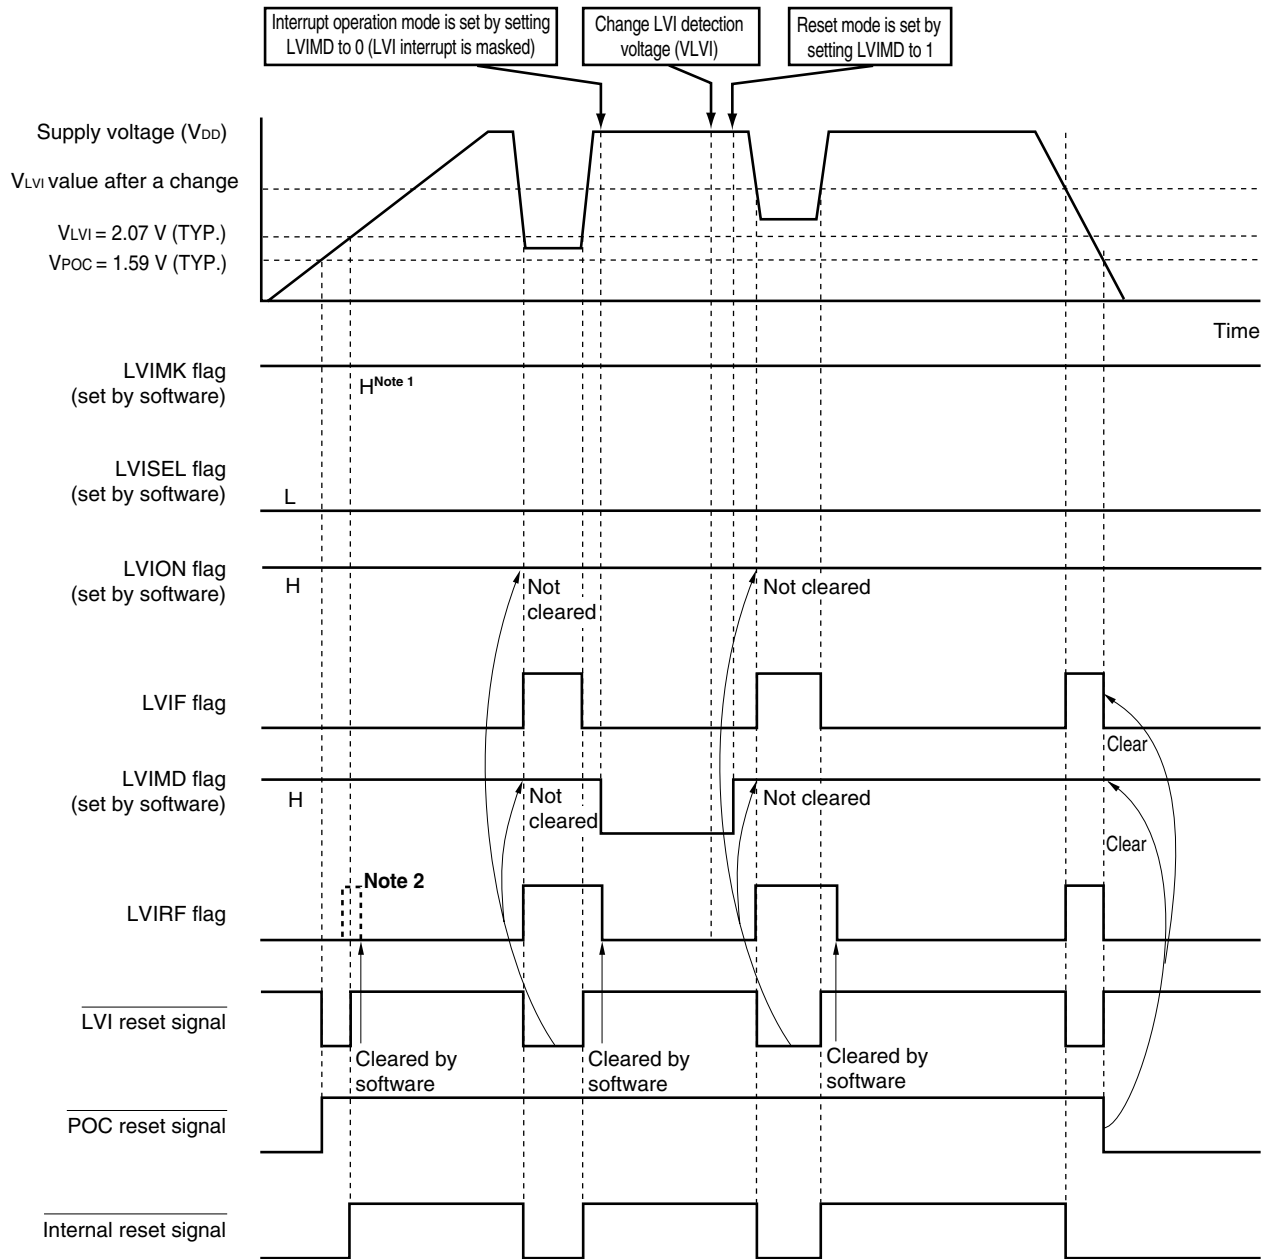 Interrupt operation mode is set by setting
LVIMD to 0 (LVI interrupt is masked)
Change LVI detection
voltage (VLVI)
Reset mode is set by
setting LVIMD to 1
Supply voltage (VDD)
VLVI value after a change
VLVI = 2.07 V (TYP.)
VPOC = 1.59 V (TYP.)
Time
LVIMK flag
(set by software)
HNote 1
LVISEL flag
(set by software)
L
LVION flag
(set by software)
H
Not
cleared
Not cleared
LVIF flag
Clear
LVIMD flag
(set by software)
H
Not
cleared
Not cleared
Clear
Note 2
LVIRF flag
LVI reset signal
Cleared by
software
Cleared by
software
Cleared by
software
POC reset signal
Internal reset signal